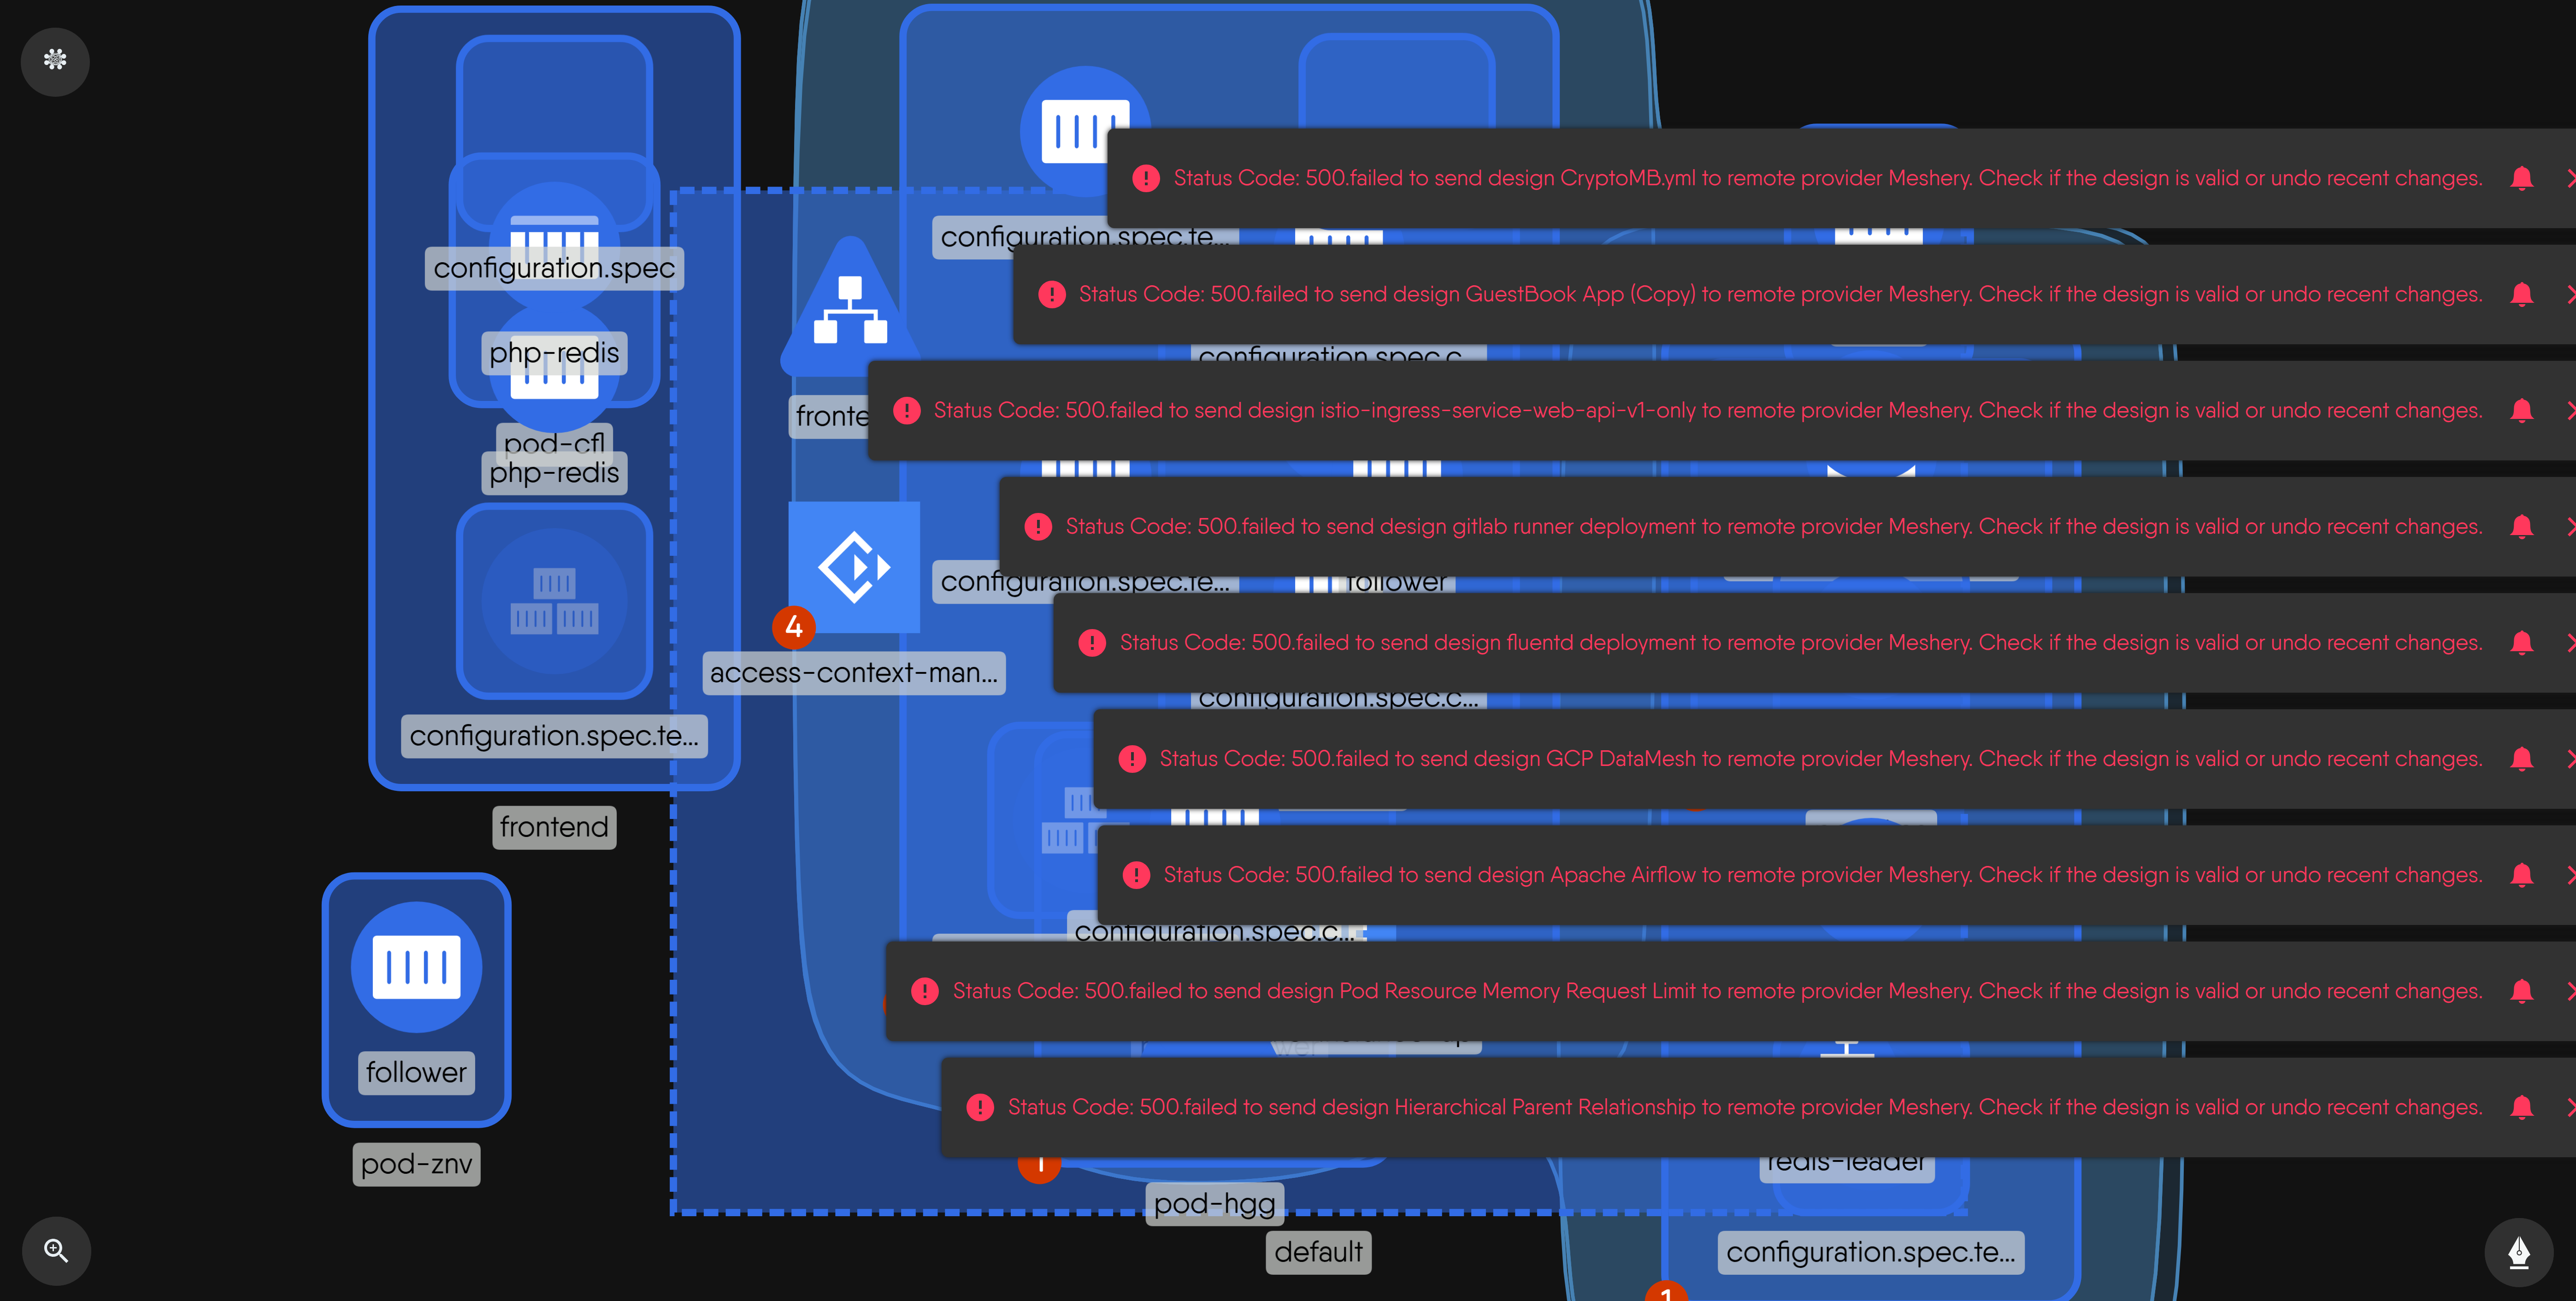 configuration.spec
php-redis
pod-cfl
php-redis
configuration.spec.te...
frontend
follower
pod-znv
configuration.spec.te...
Status Code: 500.failed to send design CryptoMB.yml to remote provider Meshery. Check if the design is valid or undo recent changes.
Status Code: 500.failed to send design GuestBook App (Copy) to remote provider Meshery. Check if the design is valid or undo recent changes.
configuration.spec.c...
fronte
Status Code: 500.failed to send design istio-ingress-service-web-api-v1-only to remote provider Meshery. Check if the design is valid or undo recent changes.
Status Code: 500.failed to send design gitlab runner deployment to remote provider Meshery. Check if the design is valid or undo recent changes.
configuration.spec.te...
follower
4
access-context-man...
Status Code: 500.failed to send design fluentd deployment to remote provider Meshery. Check if the design is valid or undo recent changes.
configuration.spec.c...
Status Code: 500.failed to send design GCP DataMesh to remote provider Meshery. Check if the design is valid or undo recent changes.
Status Code: 500.failed to send design Apache Airflow to remote provider Meshery. Check if the design is valid or undo recent changes.
configuration.spec.c...
Status Code: 500.failed to send design Pod Resource Memory Request Limit to remote provider Meshery. Check if the design is valid or undo recent changes.
Status Code: 500.failed to send design Hierarchical Parent Relationship to remote provider Meshery. Check if the design is valid or undo recent changes.
1
redis-leader
pod-hgg
default
configuration.spec.te...
1